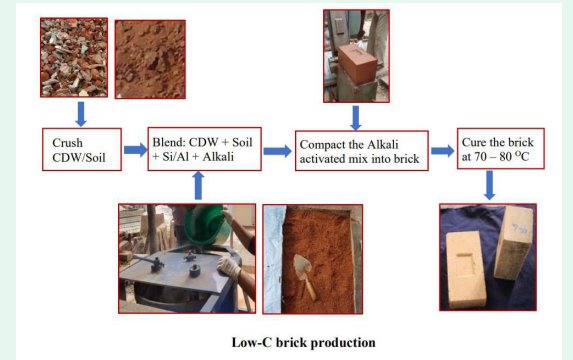 Crush
CDW/Soil
Blend: CDW + Soil
+ Si/Al + Alkali
Compact the Alkali
activated mix into brick
Cure the brick
at 70 – 80 ⁰C
Low-C brick production